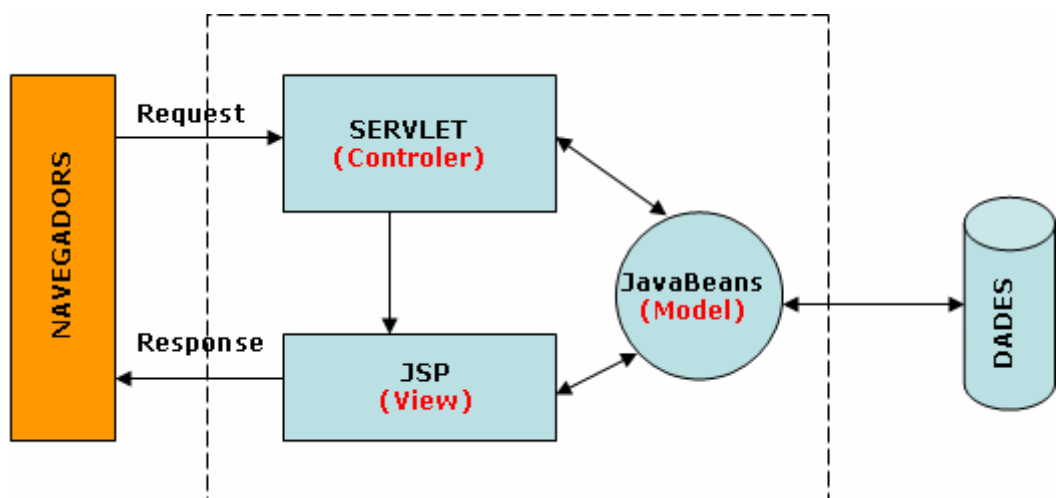 NAVEGADORS
Request
SERVLET
(Controler)
JavaBeans
(Model)
DADES
Response
JSP
(View)